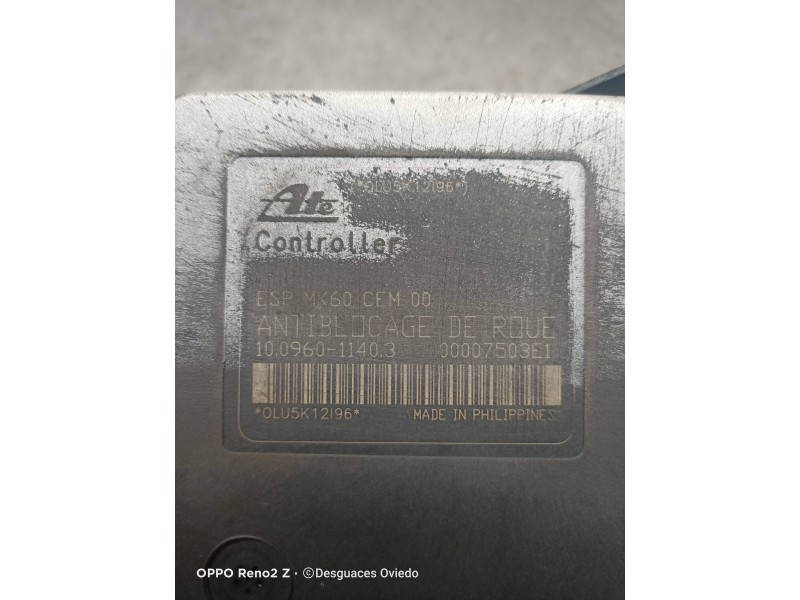 (*OLU5K12I96*)
Ate
Controller
ESP MK60 CEM 00
ANTIBLOCAGE DE ROUE
10.0960-1140.3 00007503E1
*OLU5K12I96* MADE IN PHILIPPINES
OPPO Reno2 Z · ©Desguaces Oviedo